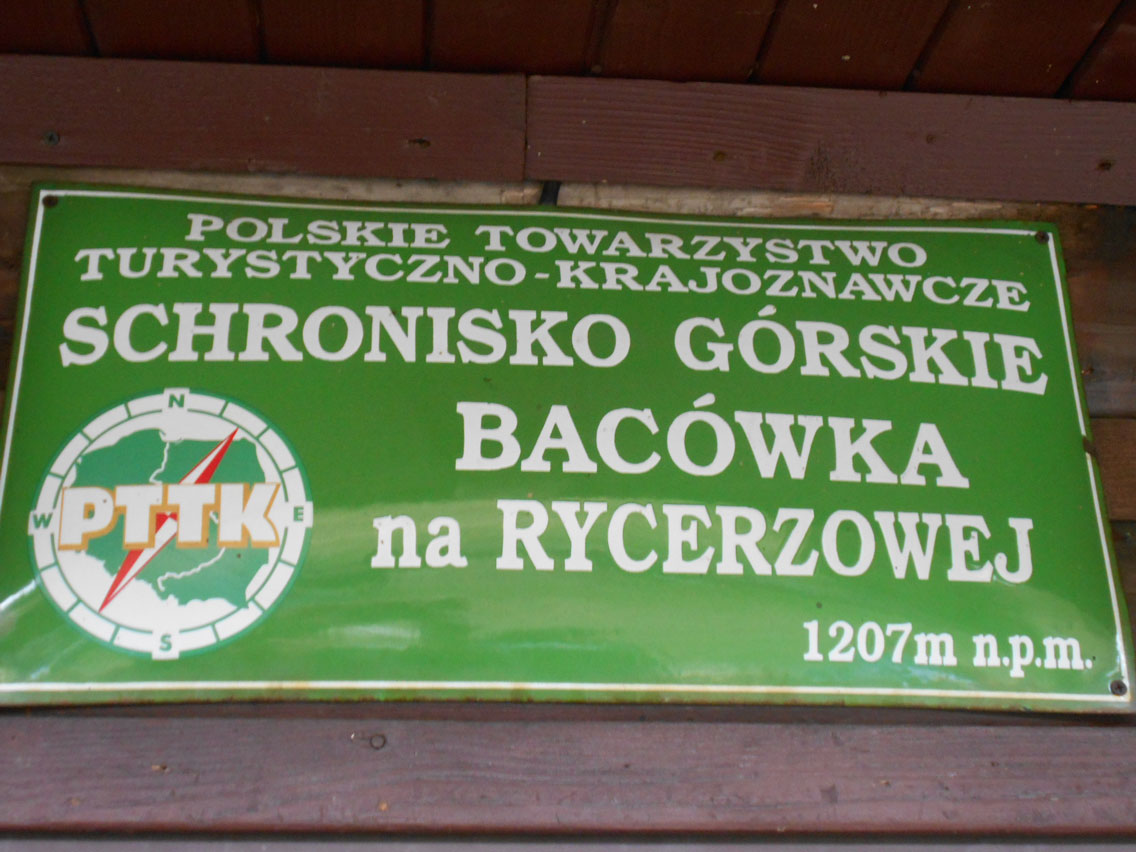 POLSKIE TOWARZYSTWO
TURYSTYCZNO-KRAJOZNAWCZE
SCHRONISKO GÓRSKIE
BACÓWKA
na RYCERZOWEJ
1207m n.p.m.
N
W PTTK E
S